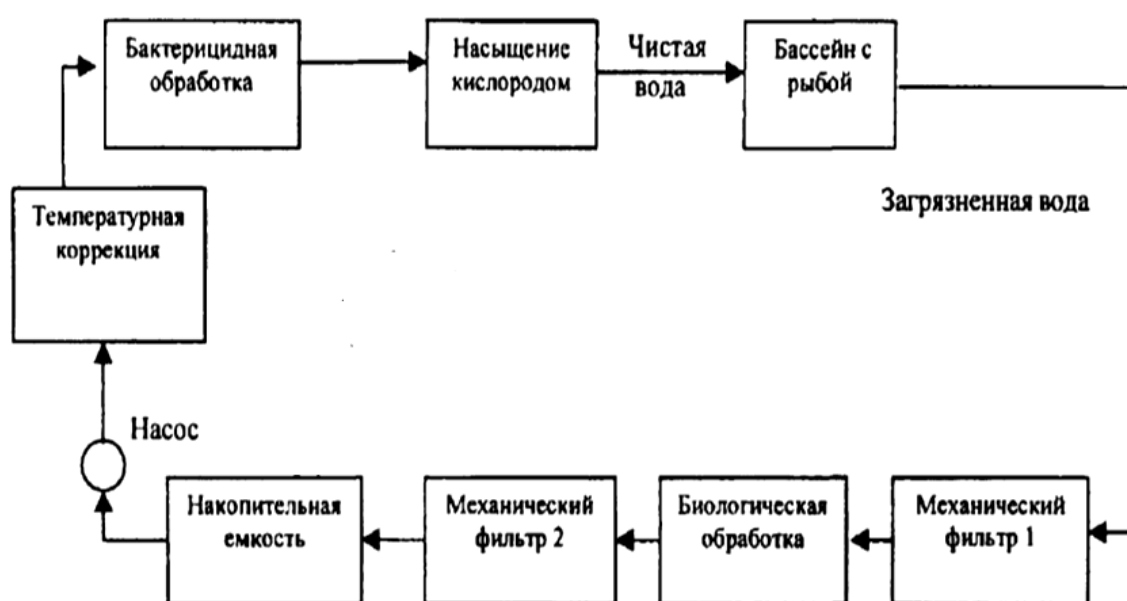 Бактерицидная
обработка
Насыщение
кислородом
Чистая
вода
Бассейн с
рыбой
Температурная
коррекция
Загрязненная вода
Насос
Накопительная
емкость
Механический
фильтр 2
Биологическая
обработка
Механический
фильтр 1